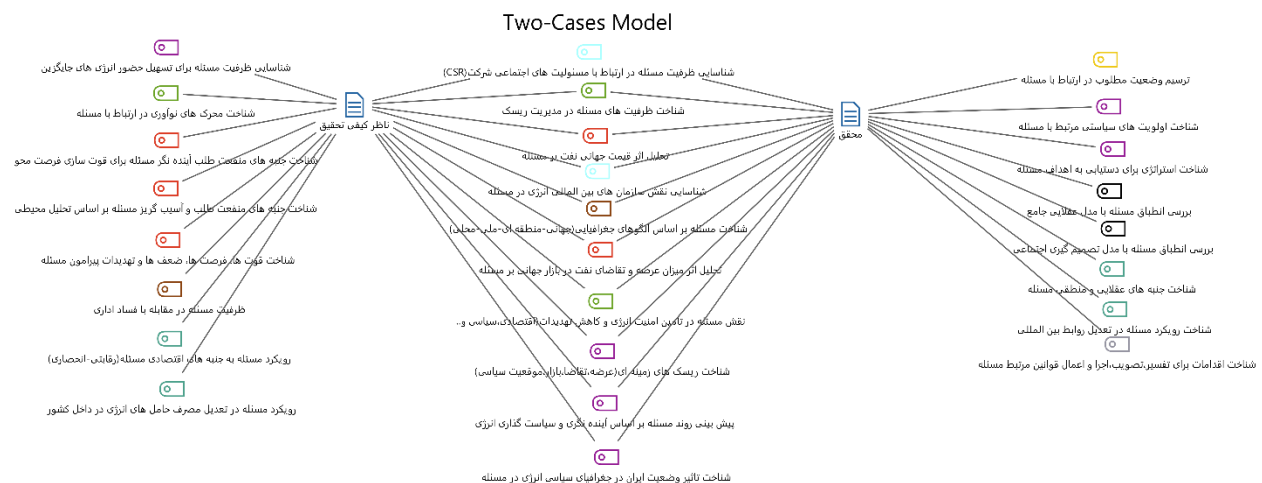 Two-Cases Model
شناسایی ظرفیت مسئله برای تسهیل حضور انرژی های جایگزین
شناخت محرک های نوآوری در ارتباط با مسئله
شناخت جنبه های منفعت طلب آینده نگر مسئله برای قوت سازی فرصت محو
شناخت جنبه های منفعت طلب و آسیب گریز مسئله بر اساس تحلیل محیطی
شناخت قوت ها، فرصت ها، ضعف ها و تهدیدات پیرامون مسئله
ظرفیت مسئله در مقابله با فساد اداری
رویکرد مسئله به جنبه های اقتصادی مسئله(رقابتی-انحصاری)
رویکرد مسئله در تعدیل مصرف حامل های انرژی در داخل کشور
ناظر کیفی تحقیق
شناسایی ظرفیت مسئله در ارتباط با مسئولیت های اجتماعی شرکت(CSR)
شناخت ظرفیت های مسئله در مدیریت ریسک
تحلیل اثر قیمت جهانی نفت بر مسئله
شناسایی نقش سازمان های بین المللی انرژی در مسئله
شناخت مسئله بر اساس الگوهای جغرافیایی(جهانی-منطقه ای-ملی-محلی)
تحلیل اثر میزان عرضه و تقاضای نفت در بازار جهانی بر مسئله
نقش مسئله در تامین امنیت انرژی و کاهش تهدیدات(اقتصادی،سیاسی و..
شناخت ریسک های زمینه ای(عرضه،تقاضا،بازار،موقعیت سیاسی)
پیش بینی روند مسئله بر اساس آینده نگری و سیاست گذاری انرژی
شناخت تاثیر وضعیت ایران در جغرافیای سیاسی انرژی در مسئله
محقق
ترسیم وضعیت مطلوب در ارتباط با مسئله
شناخت اولویت های سیاستی مرتبط با مسئله
شناخت استراتژی برای دستیابی به اهداف مسئله
بررسی انطباق مسئله با مدل عقلایی جامع
بررسی انطباق مسئله با مدل تصمیم گیری اجتماعی
شناخت جنبه های عقلایی و منطقی مسئله
شناخت رویکرد مسئله در تعدیل روابط بین المللی
شناخت اقدامات برای تفسیر،تصویب،اجرا و اعمال قوانین مرتبط مسئله